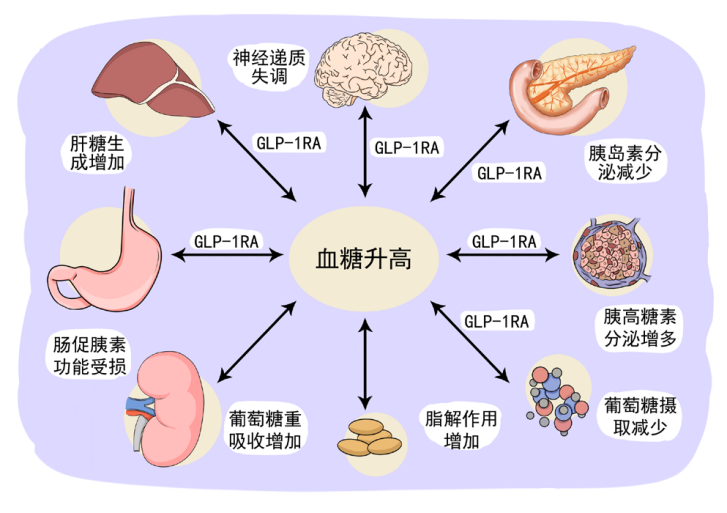 神经递质
失调
肝糖生
成增加
GLP-1RA
GLP-1RA
GLP-1RA
胰岛素分
泌减少
GLP-1RA
血糖升高
GLP-1RA
肠促胰素
功能受损
GLP-1RA
胰高糖素
分泌增多
葡萄糖重
吸收增加
脂解作用
增加
葡萄糖摄
取减少